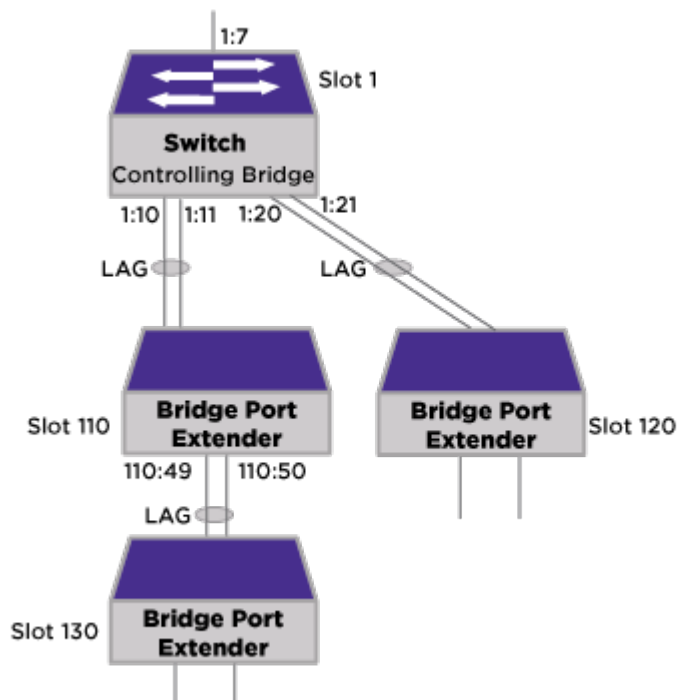 1:7
Slot 1
Switch
Controlling Bridge
1:10
1:11
1:20
1:21
LAG
LAG
Bridge Port
Extender
Slot 110
Bridge Port
Extender
Slot 120
110:49
110:50
LAG
Bridge Port
Extender
Slot 130